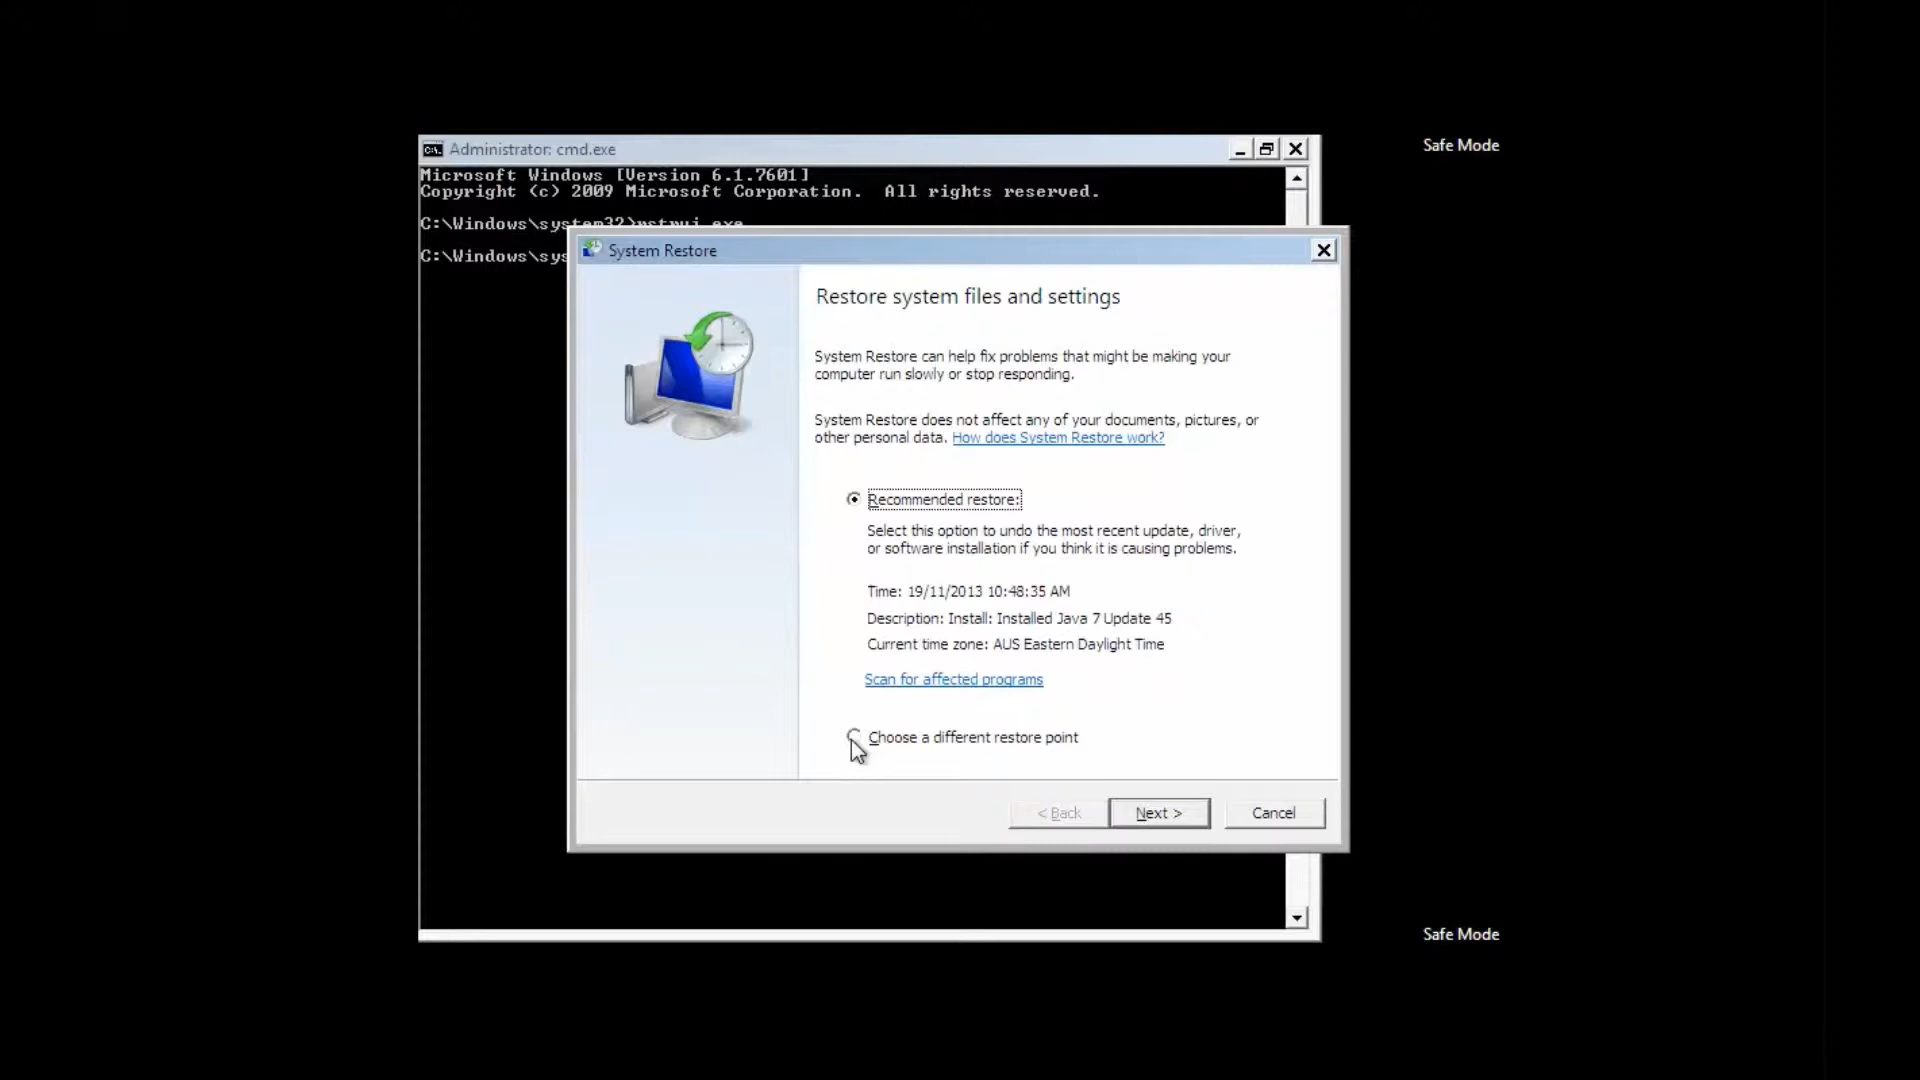 Safe Mode
Administrator: cmd.exe
Microsoft Windows [Version 6.1.7601]
Copyright (c) 2009 Microsoft Corporation.  All rights reserved.
C:\Windows\system32>rstrui.exe
C:\Windows\sys
System Restore
Restore system files and settings
System Restore can help fix problems that might be making your
computer run slowly or stop responding.
System Restore does not affect any of your documents, pictures, or
other personal data. How does System Restore work?
Recommended restore:
Select this option to undo the most recent update, driver,
or software installation if you think it is causing problems.
Time: 19/11/2013 10:48:35 AM
Description: Install: Installed Java 7 Update 45
Current time zone: AUS Eastern Daylight Time
Scan for affected programs
Choose a different restore point
< Back
Next >
Cancel
Safe Mode